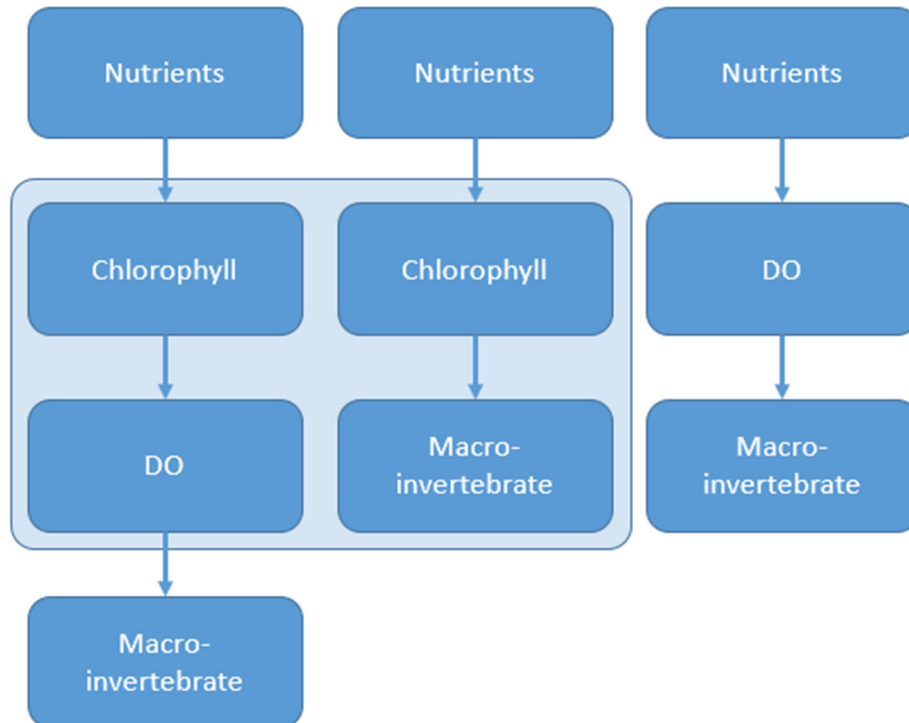 Nutrients
Nutrients
Nutrients
Chlorophyll
Chlorophyll
DO
DO
Macro-
invertebrate
Macro-
invertebrate
Macro-
invertebrate